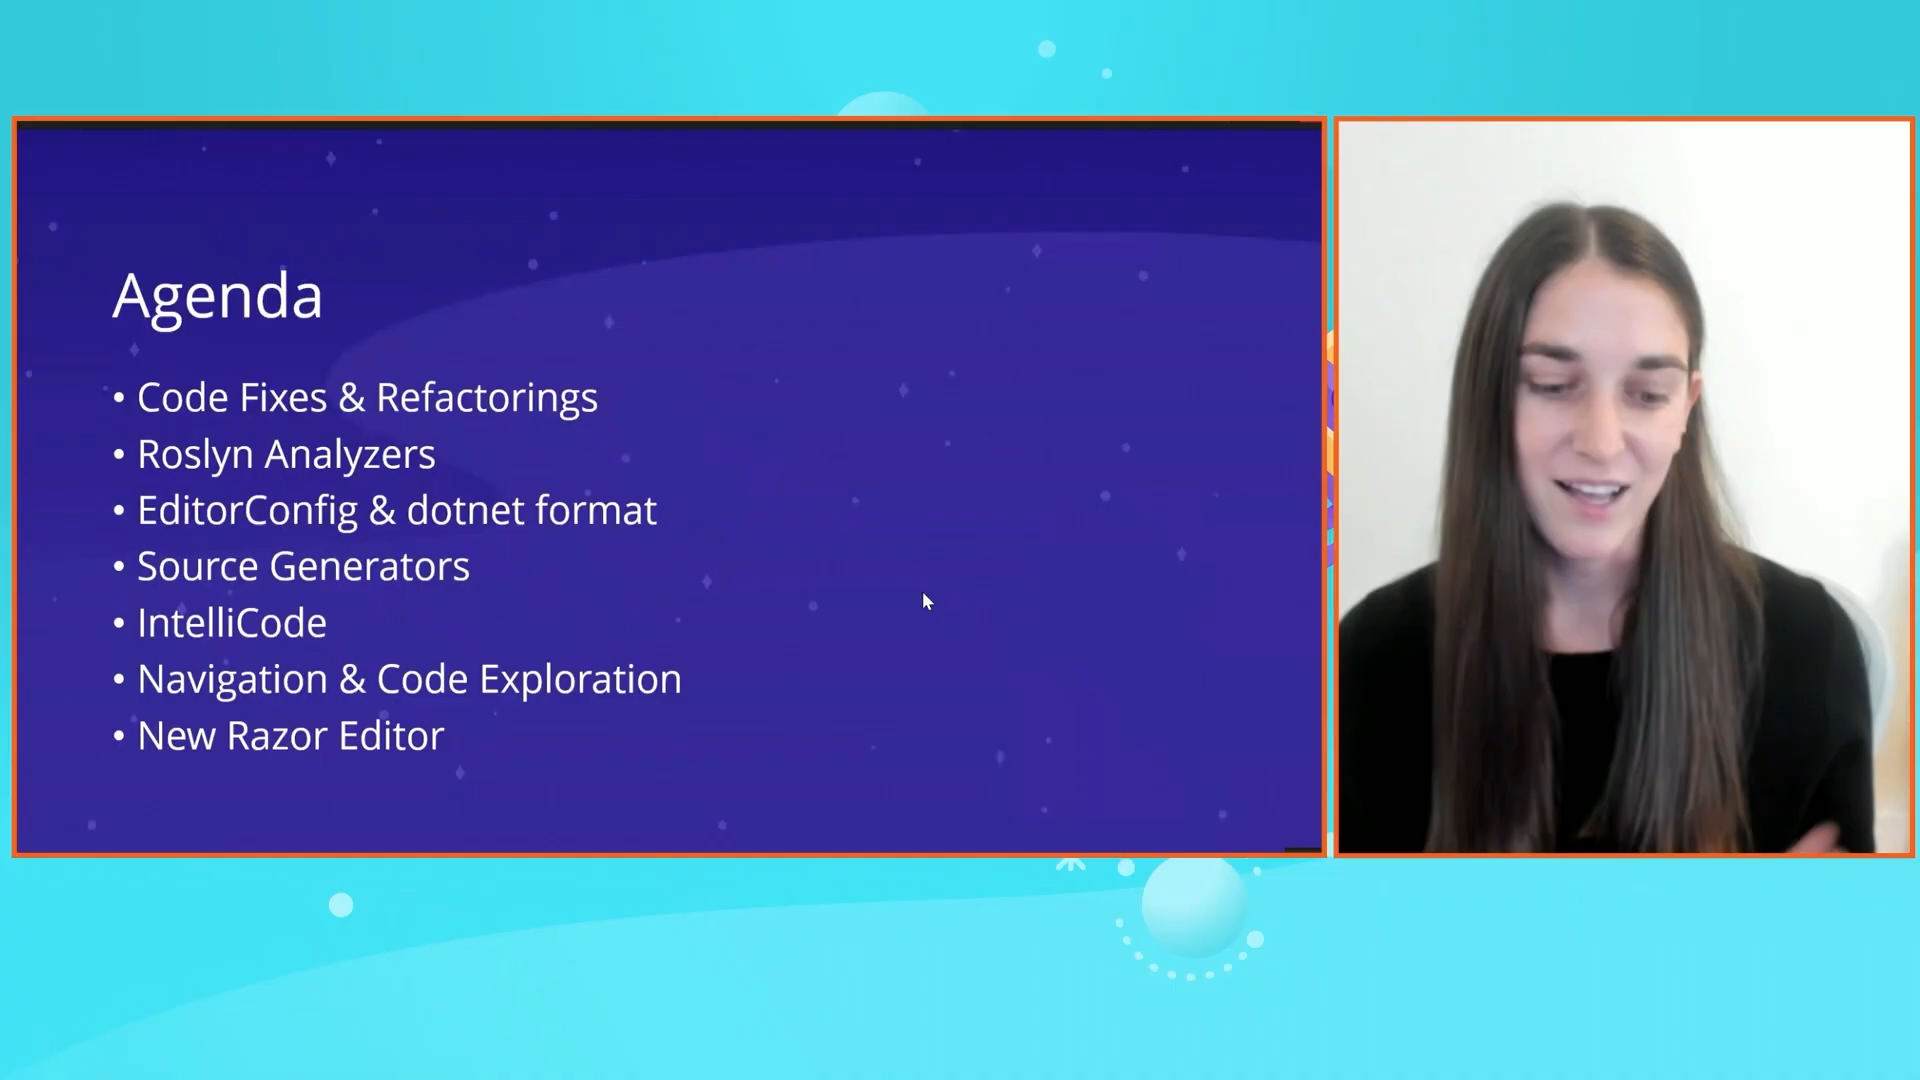 Agenda
• Code Fixes & Refactorings
• Roslyn Analyzers
• EditorConfig & dotnet format
• Source Generators
• IntelliCode
• Navigation & Code Exploration
• New Razor Editor